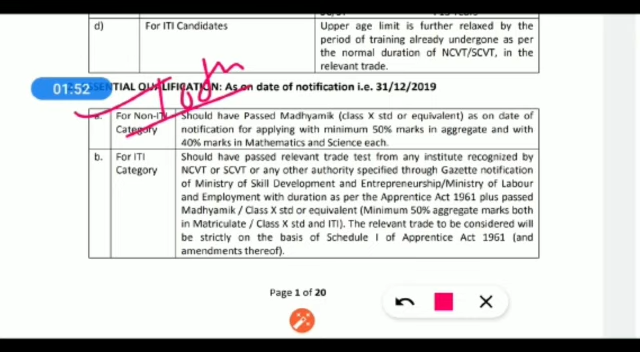 d) For ITI Candidates Upper age limit is further relaxed by the
period of training already undergone as per
the normal duration of NCVT/SCVT, in the
relevant trade.
01:52
ESSENTIAL QUALIFICATION: As on date of notification i.e. 31/12/2019
a. For Non-ITI Category Should have Passed Madhyamik (class X std or equivalent) as on date of
notification for applying with minimum 50% marks in aggregate and with
40% marks in Mathematics and Science each.
b. For ITI Category Should have passed relevant trade test from any institute recognized by
NCVT or SCVT or any other authority specified through Gazette notification
of Ministry of Skill Development and Entrepreneurship/Ministry of Labour
and Employment with duration as per the Apprentice Act 1961 plus passed
Madhyamik / Class X std or equivalent (Minimum 50% aggregate marks both
in Matriculate / Class X std and ITI). The relevant trade to be considered will
be strictly on the basis of Schedule I of Apprentice Act 1961 (and
amendments thereof).
Page 1 of 20